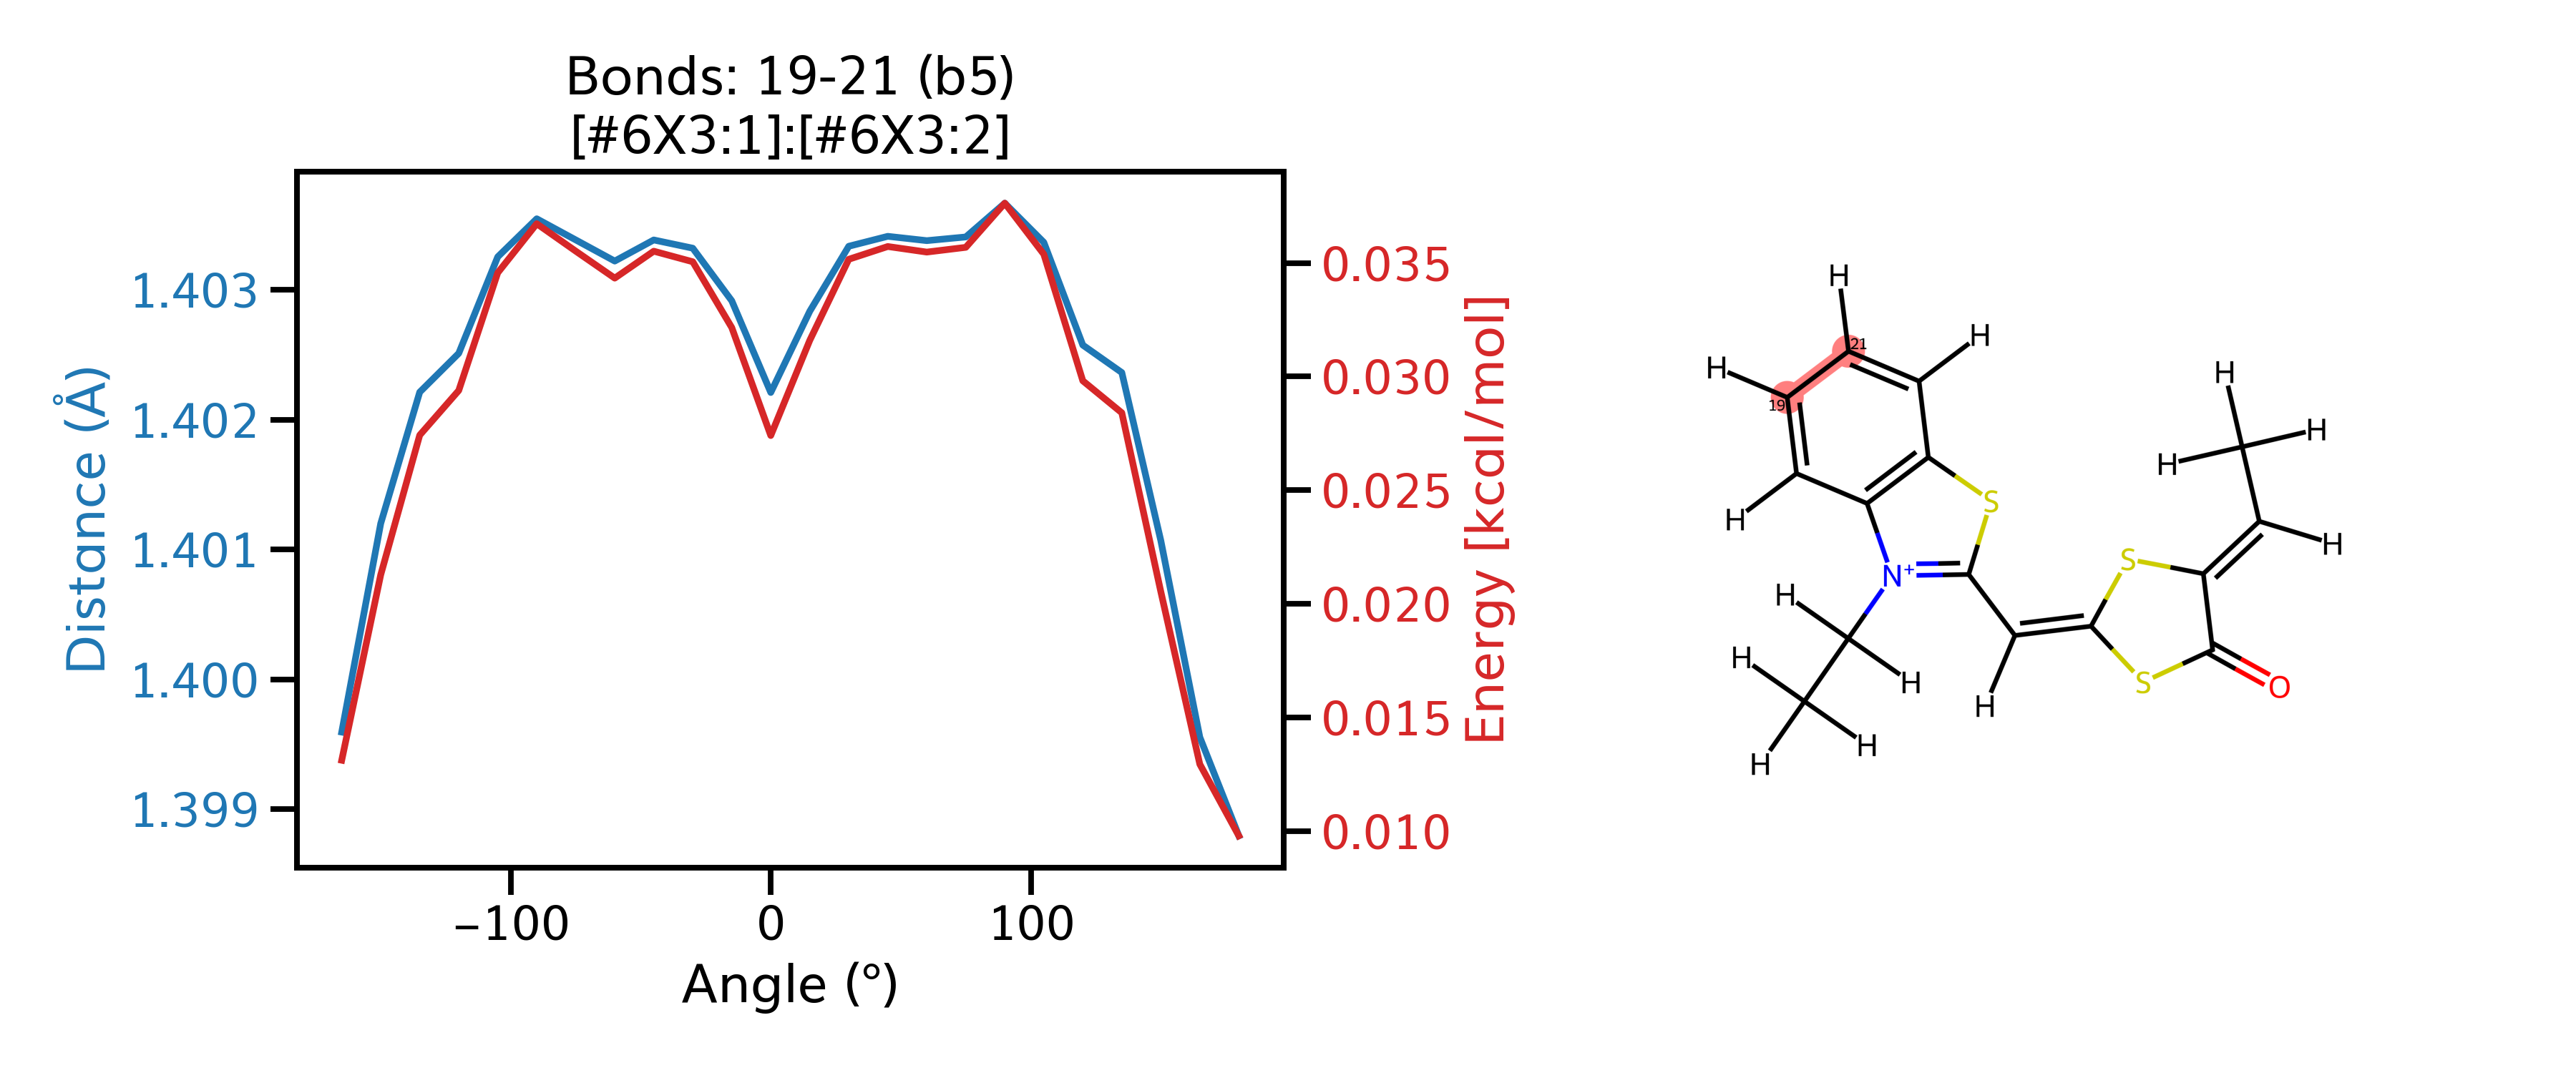 Bonds: 19-21 (b5)
[#6X3:1]:[#6X3:2]
Distance (Å)
1.403
1.402
1.401
1.400
1.399
0.035
0.030
0.025
0.020
0.015
0.010
Energy [kcal/mol]
−100
0
100
Angle (°)
H
H
H
21
H
19
H
H
H
S
H
H
S
N⁺
H
H
H
S
O
H
H
H